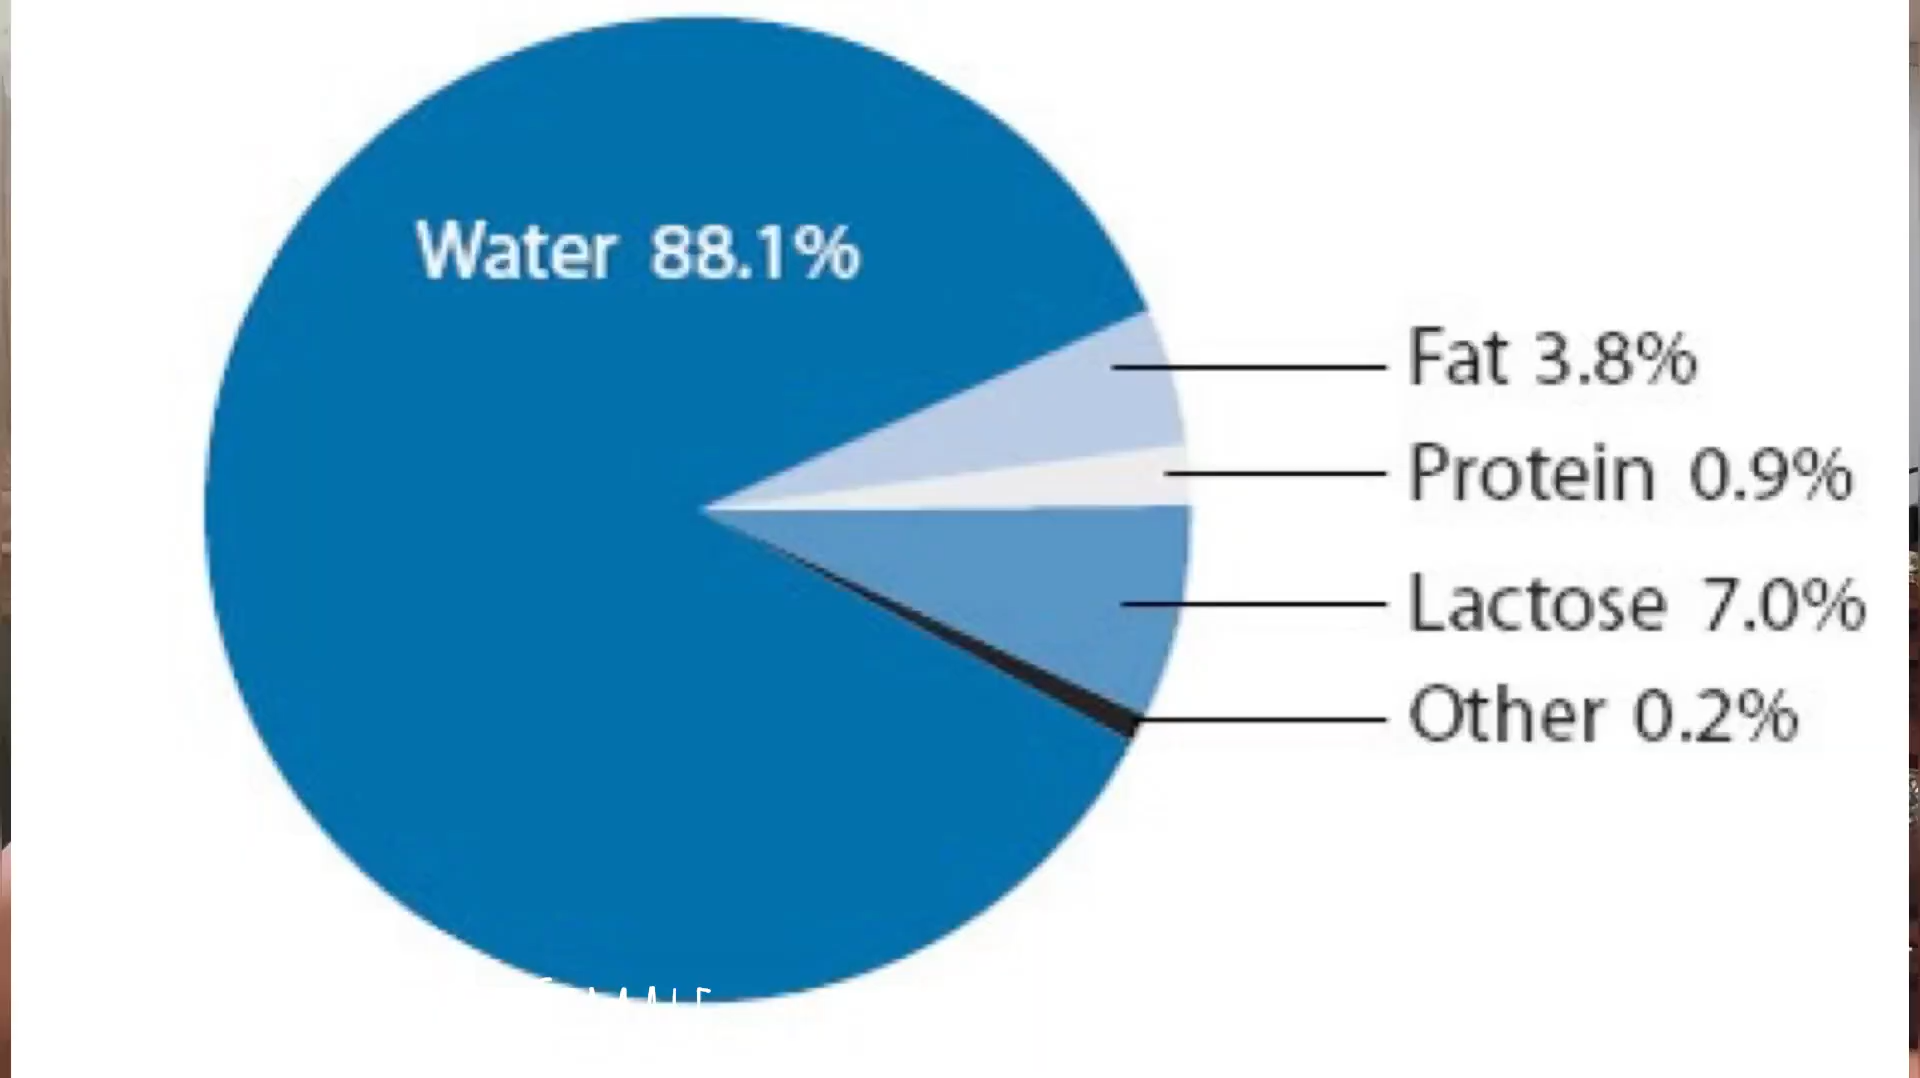 Water 88.1%
Fat 3.8%
Protein 0.9%
Lactose 7.0%
Other 0.2%